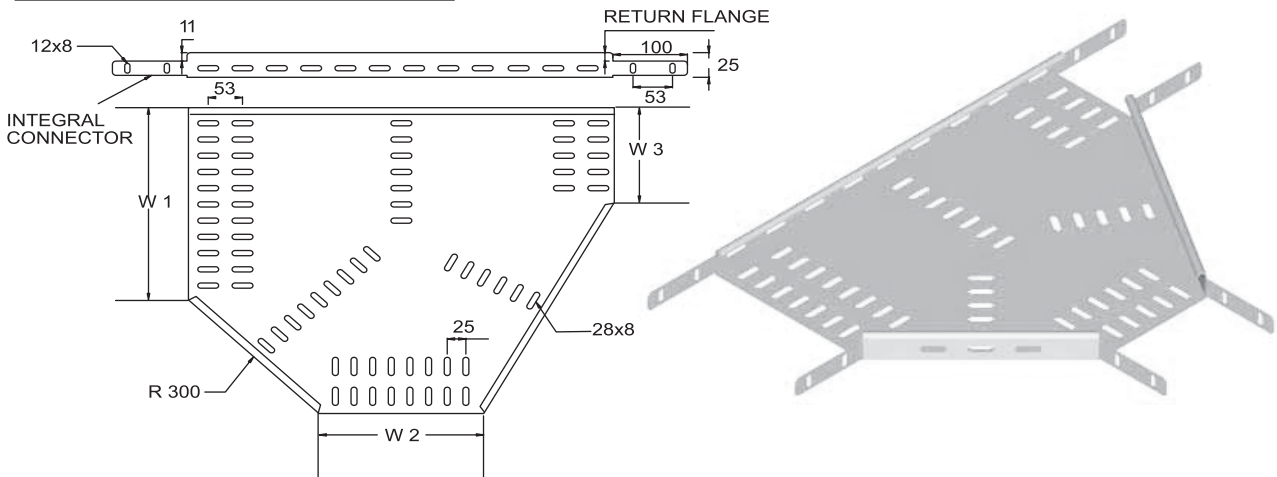 RETURN FLANGE
11
12x8
100
25
53
53
INTEGRAL
CONNECTOR
W 3
W 1
25
28x8
R 300
W 2